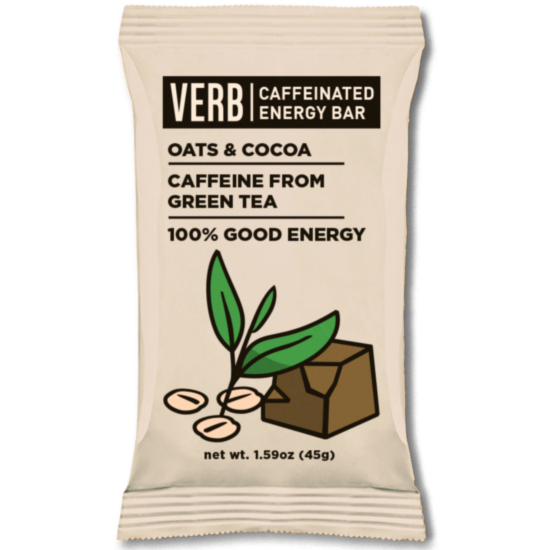 VERB | CAFFEINATED ENERGY BAR
OATS & COCOA
CAFFEINE FROM
GREEN TEA
100% GOOD ENERGY
net wt. 1.59oz (45g)